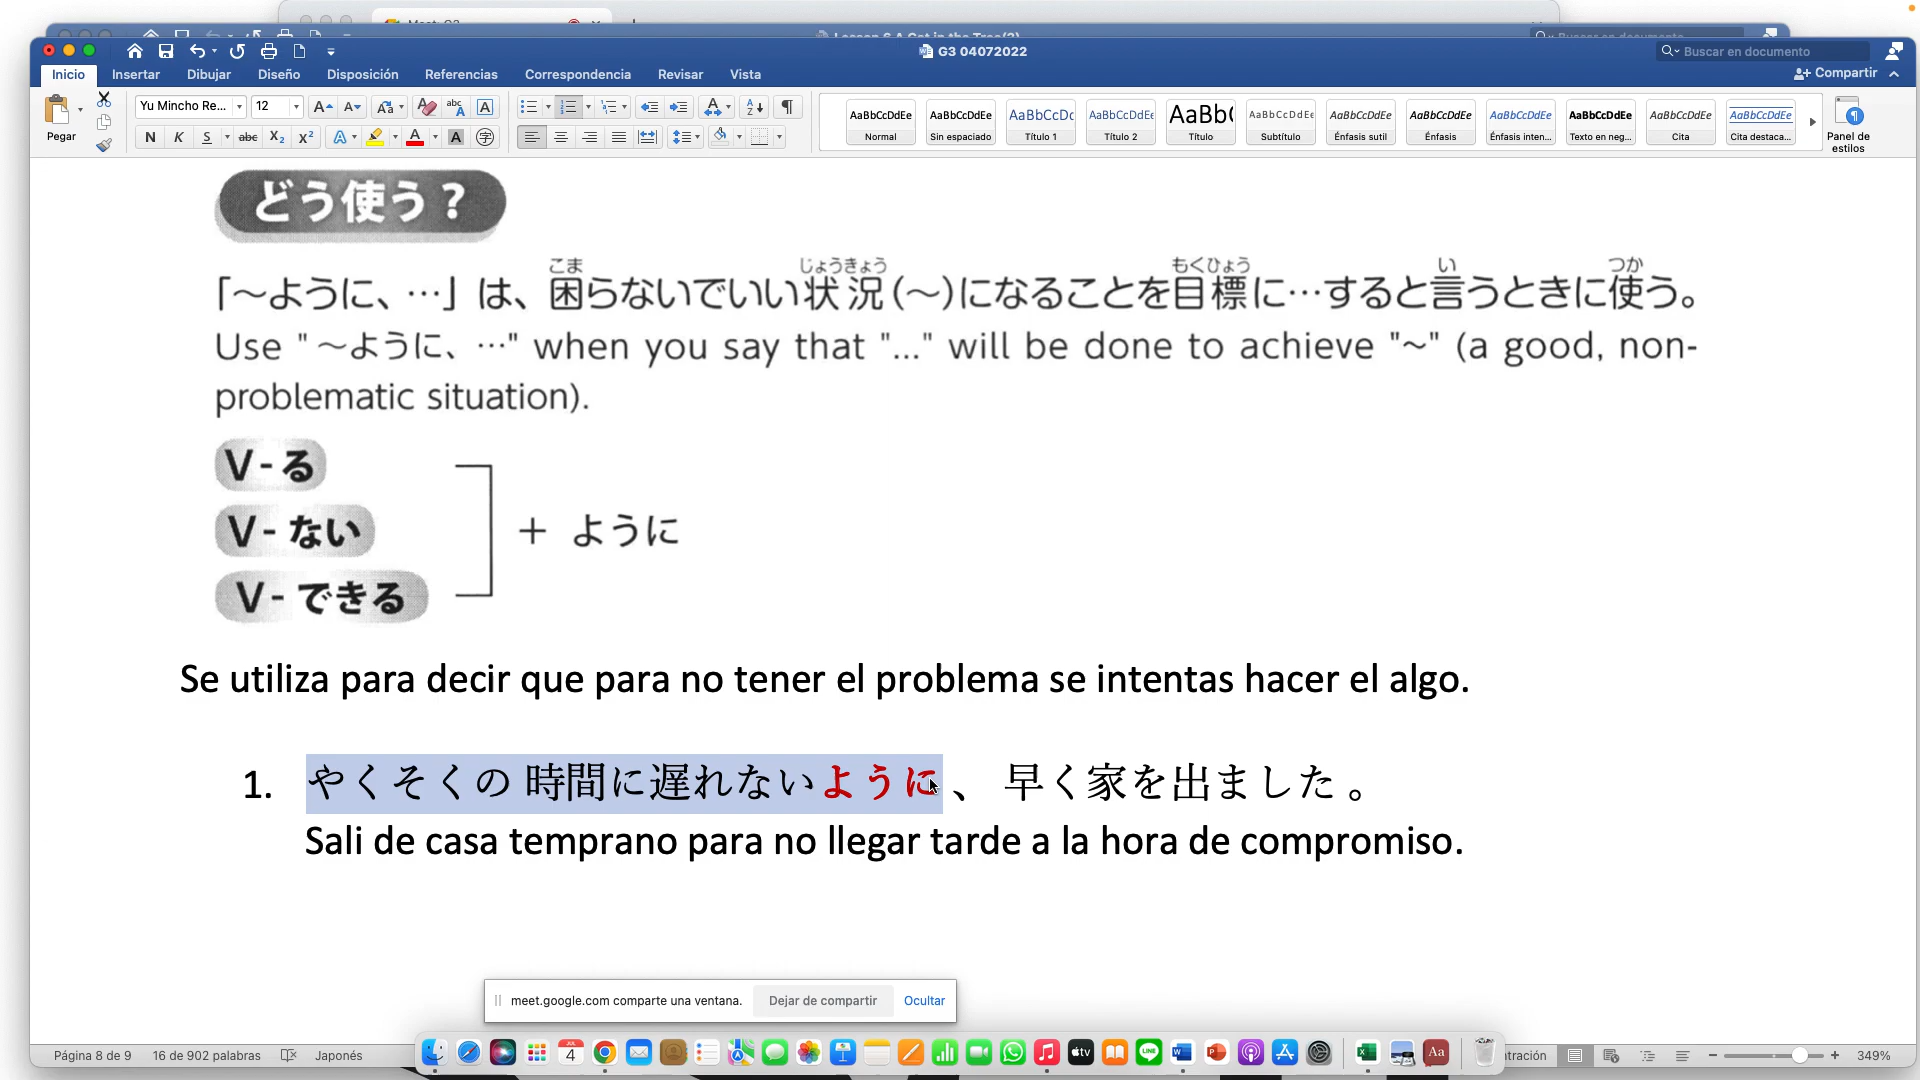 G3 04072022
Buscar en documento
Inicio Insertar Dibujar Diseño Disposición Referencias Correspondencia Revisar Vista
Compartir
Pegar
Yu Mincho Re... 12
AaBbCcDdEe AaBbCcDdEe AaBbCcDc AaBbCcDdEe AaBb( AaBbCcDdEe AaBbCcDdEe AaBbCcDdEe AaBbCcDdEe AaBbCcDdEe AaBbCcDdEe AaBbCcDdEe
Normal Sin espaciado Título 1 Título 2 Título Subtítulo Énfasis sutil Énfasis Énfasis inten... Texto en neg... Cita Cita destaca...
Panel de
estilos
N K S abc X₂ X²
どう使う?
こま じょうきょう もくひょう い つか
「～ように、…」は、困らないでいい状況(～)になることを目標に…すると言うときに使う。
Use "～ように、…" when you say that "..." will be done to achieve "~" (a good, non-
problematic situation).
V-る
V-ない
V-できる
+ ように
Se utiliza para decir que para no tener el problema se intentas hacer el algo.
1. やくそくの 時間に遅れないように、 早く家を出ました 。
Sali de casa temprano para no llegar tarde a la hora de compromiso.
meet.google.com comparte una ventana. Dejar de compartir Ocultar
Página 8 de 9 16 de 902 palabras Japonés
349%